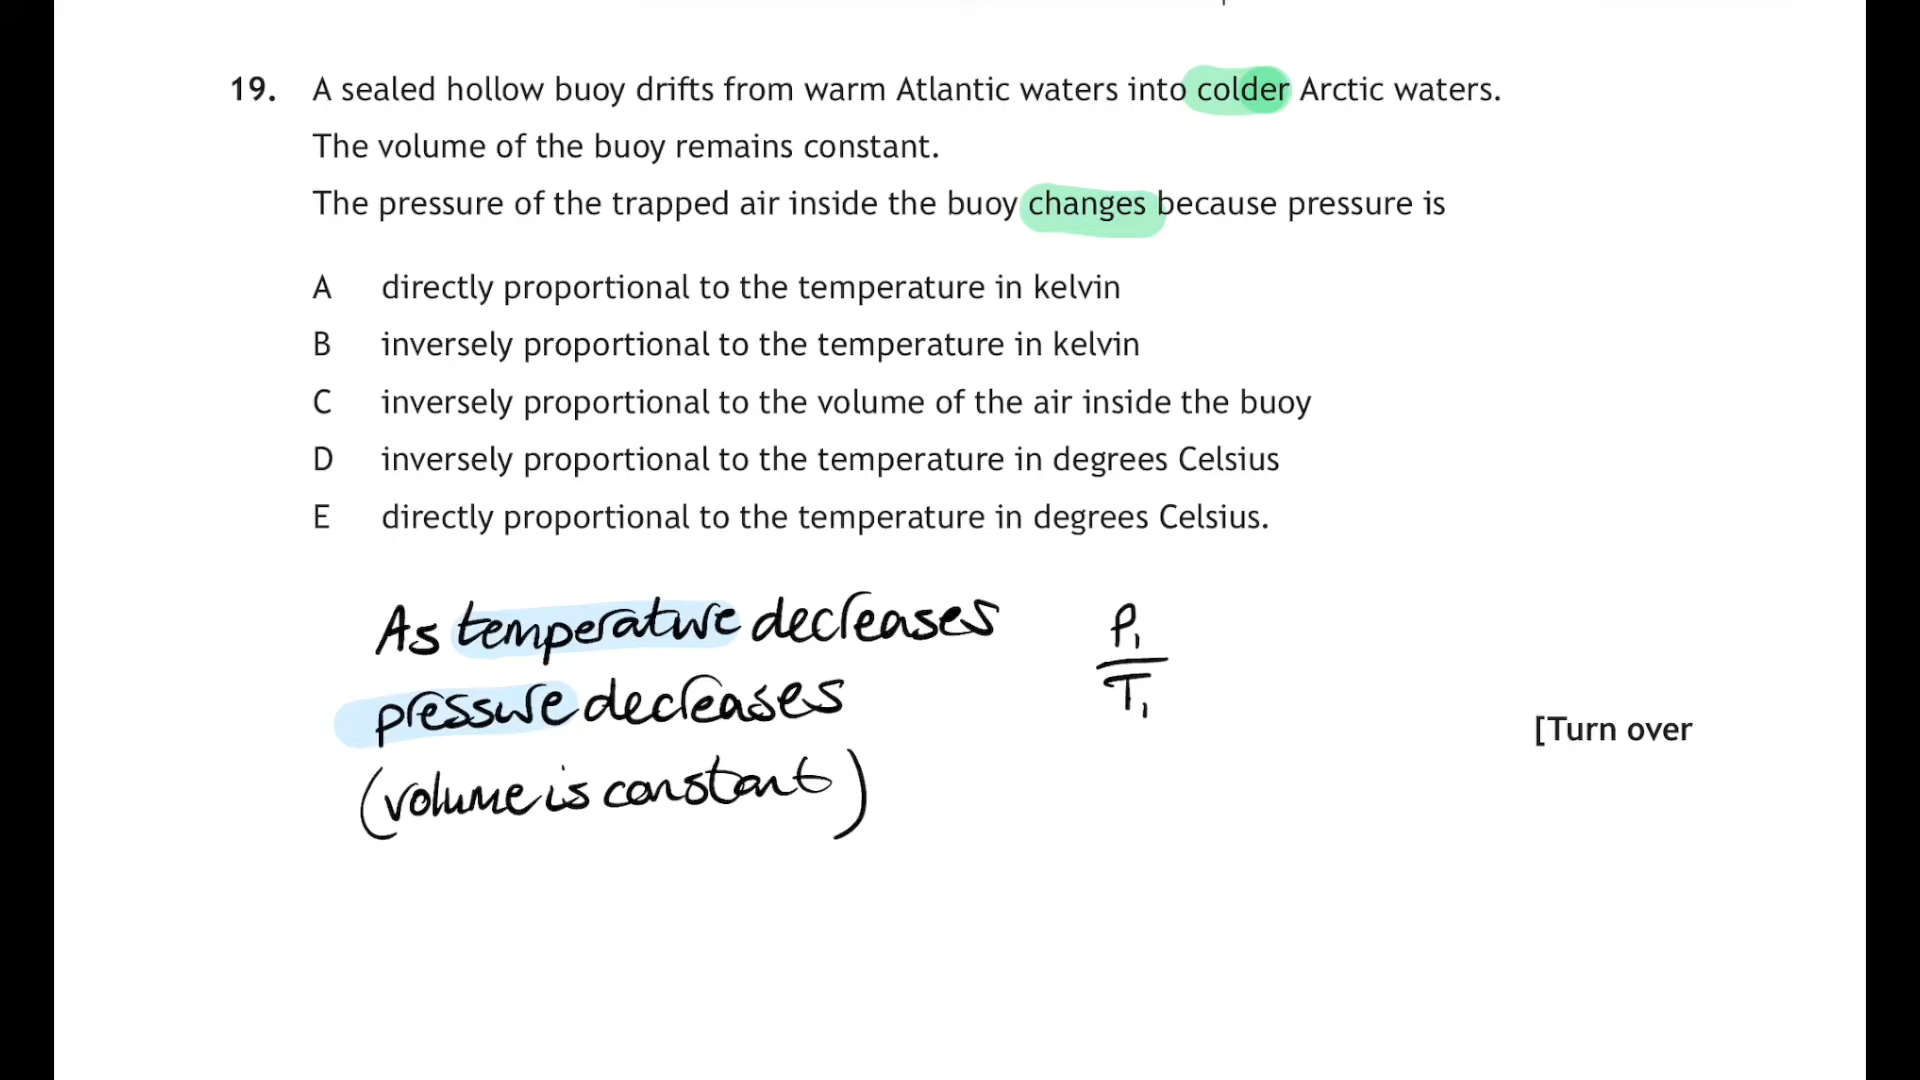 19. A sealed hollow buoy drifts from warm Atlantic waters into colder Arctic waters.
The volume of the buoy remains constant.
The pressure of the trapped air inside the buoy changes because pressure is
A directly proportional to the temperature in kelvin
B inversely proportional to the temperature in kelvin
C inversely proportional to the volume of the air inside the buoy
D inversely proportional to the temperature in degrees Celsius
E directly proportional to the temperature in degrees Celsius.
As temperature decreases
pressure decreases
(volume is constant)
P₁
T₁
[Turn over